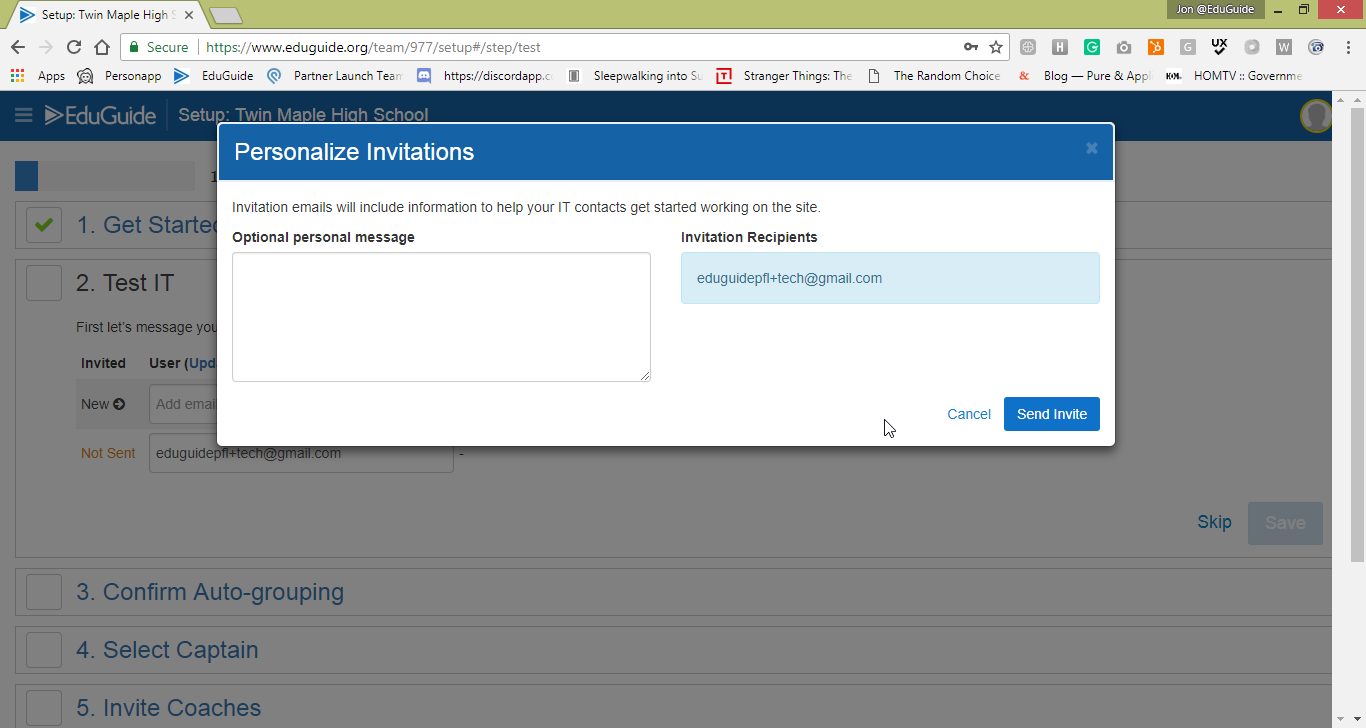 Setup: Twin Maple High S
Jon @EduGuide
Secure
https://www.eduguide.org/team/977/setup#/step/test
Apps
Personapp
EduGuide
Partner Launch Team
https://discordapp.c
Sleepwalking into Su
Stranger Things: The
The Random Choice
Blog — Pure & Appl
HOMTV :: Governme
EduGuide
Setup: Twin Maple High School
Personalize Invitations
Invitation emails will include information to help your IT contacts get started working on the site.
Optional personal message
Invitation Recipients
eduguidepfl+tech@gmail.com
Cancel
Send Invite
1. Get Started
2. Test IT
First let's message you
Invited
User (Upd
New
Add emai
Not Sent
eduguidepfl+tech@gmail.com
-
Skip
Save
3. Confirm Auto-grouping
4. Select Captain
5. Invite Coaches